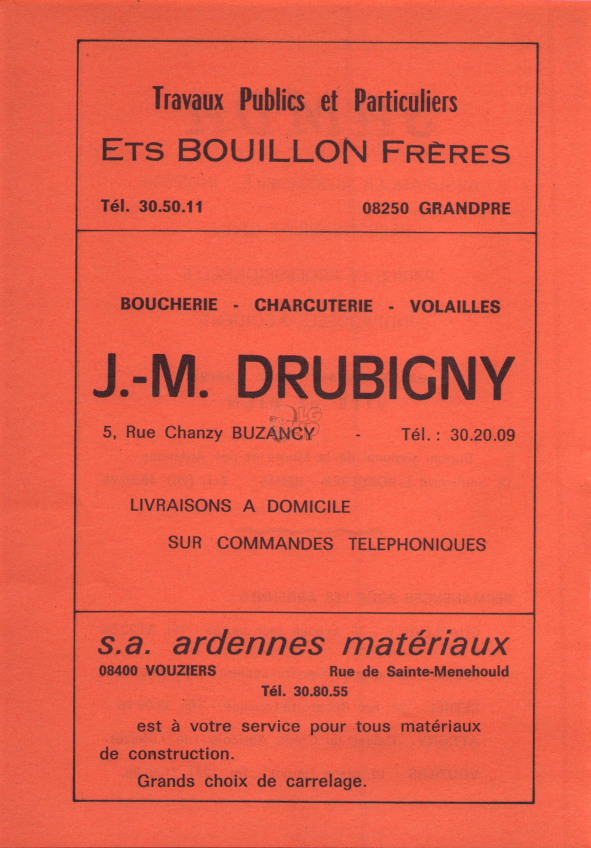 Travaux Publics et Particuliers
ETS BOUILLON FRÈRES
Tél. 30.50.11 08250 GRANDPRE
BOUCHERIE - CHARCUTERIE - VOLAILLES
J.-M. DRUBIGNY
5, Rue Chanzy BUZANCY - Tél. : 30.20.09
LIVRAISONS A DOMICILE
SUR COMMANDES TELEPHONIQUES
s.a. ardennes matériaux
08400 VOUZIERS Rue de Sainte-Menehould
Tél. 30.80.55
est à votre service pour tous matériaux
de construction.
Grands choix de carrelage.